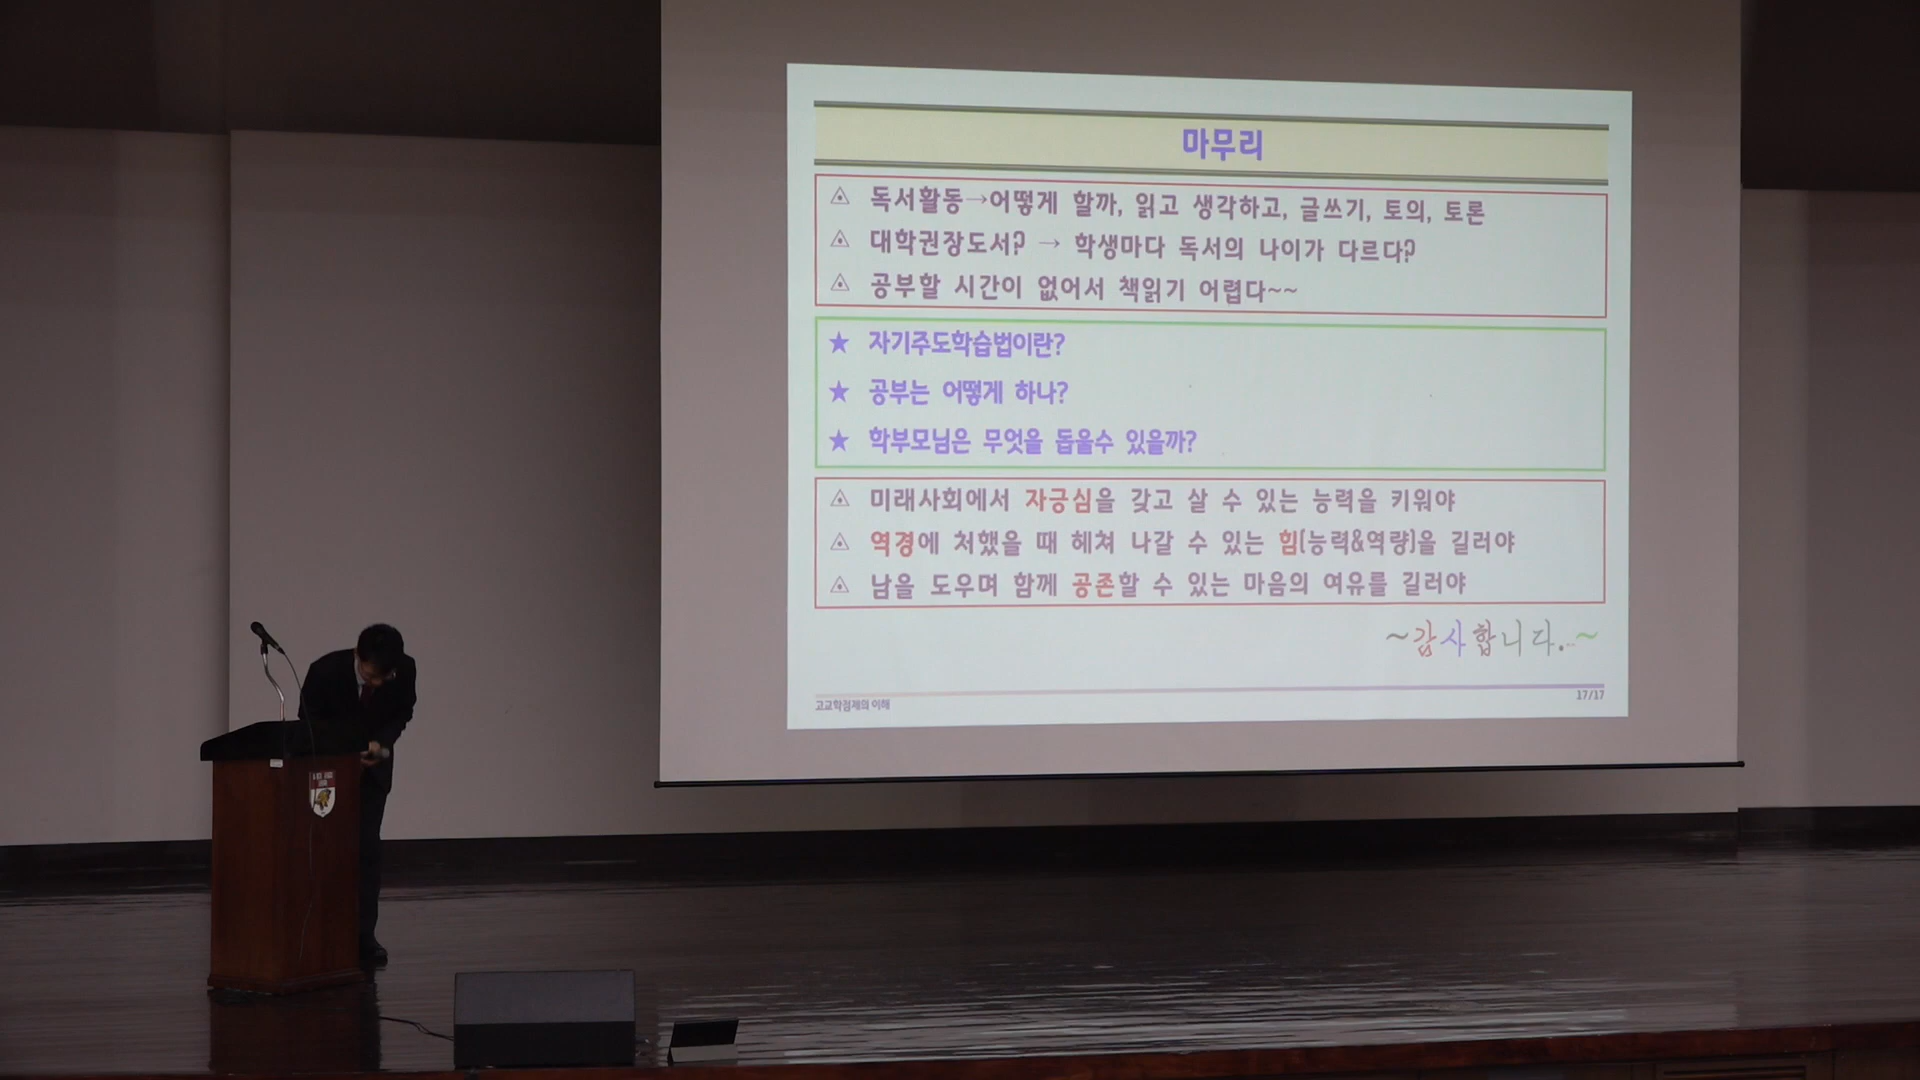 마무리
독서활동→어떻게 할까, 읽고 생각하고, 글쓰기, 토의, 토론
대학권장도서? → 학생마다 독서의 나이가 다르다?
공부할 시간이 없어서 책읽기 어렵다~~
★ 자기주도학습법이란?
★ 공부는 어떻게 하나?
★ 학부모님은 무엇을 돕울수 있을까?
미래사회에서 자긍심을 갖고 살 수 있는 능력을 키워야
역경에 처했을 때 헤쳐 나갈 수 있는 힘(능력&역량)을 길러야
남을 도우며 함께 공존할 수 있는 마음의 여유를 길러야
~감사합니다...~
고교학점제의 이해
17/17